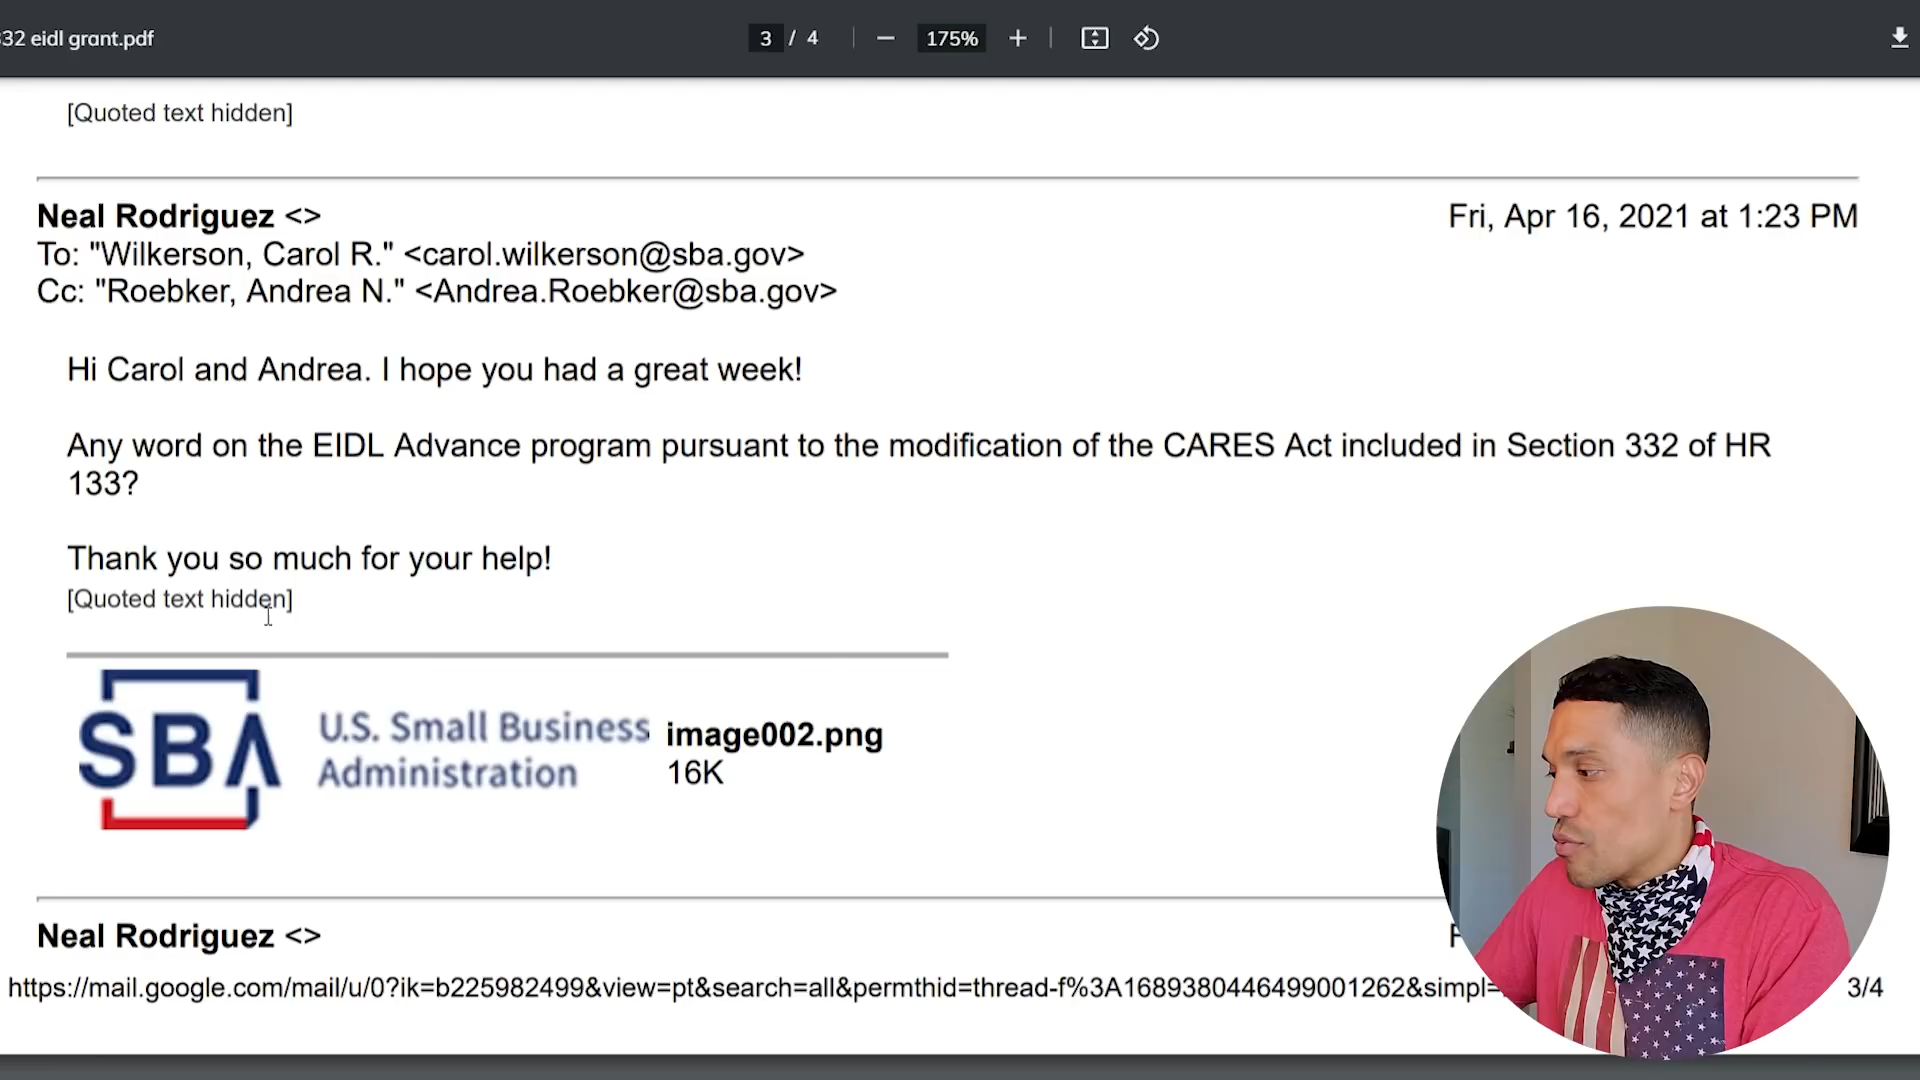 32 eidl grant.pdf
3 / 4
175%
[Quoted text hidden]
Neal Rodriguez <>
Fri, Apr 16, 2021 at 1:23 PM
To: "Wilkerson, Carol R." <carol.wilkerson@sba.gov>
Cc: "Roebker, Andrea N." <Andrea.Roebker@sba.gov>
Hi Carol and Andrea. I hope you had a great week!
Any word on the EIDL Advance program pursuant to the modification of the CARES Act included in Section 332 of HR
133?
Thank you so much for your help!
[Quoted text hidden]
SBA
U.S. Small Business
Administration
image002.png
16K
Neal Rodriguez <>
F
https://mail.google.com/mail/u/0?ik=b225982499&view=pt&search=all&permthid=thread-f%3A1689380446499001262&simpl=
3/4